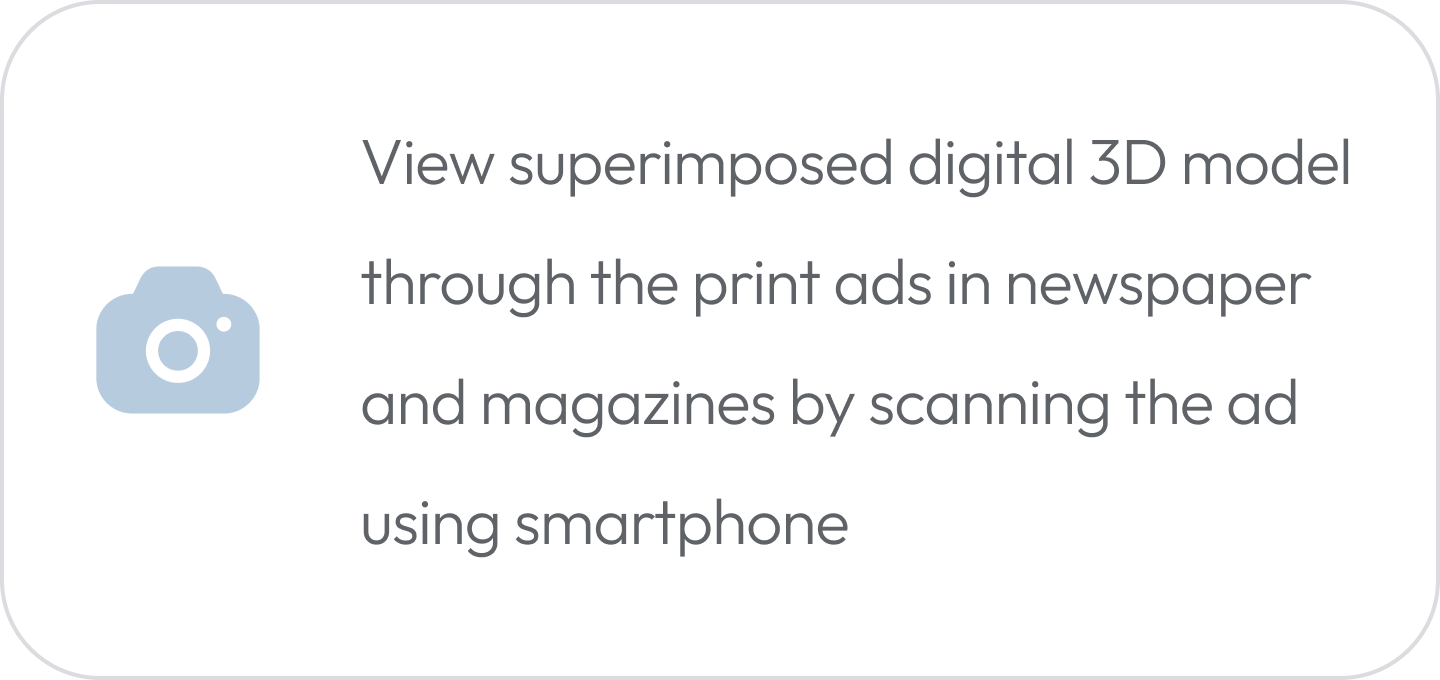 View superimposed digital 3D model
through the print ads in newspaper
and magazines by scanning the ad
using smartphone